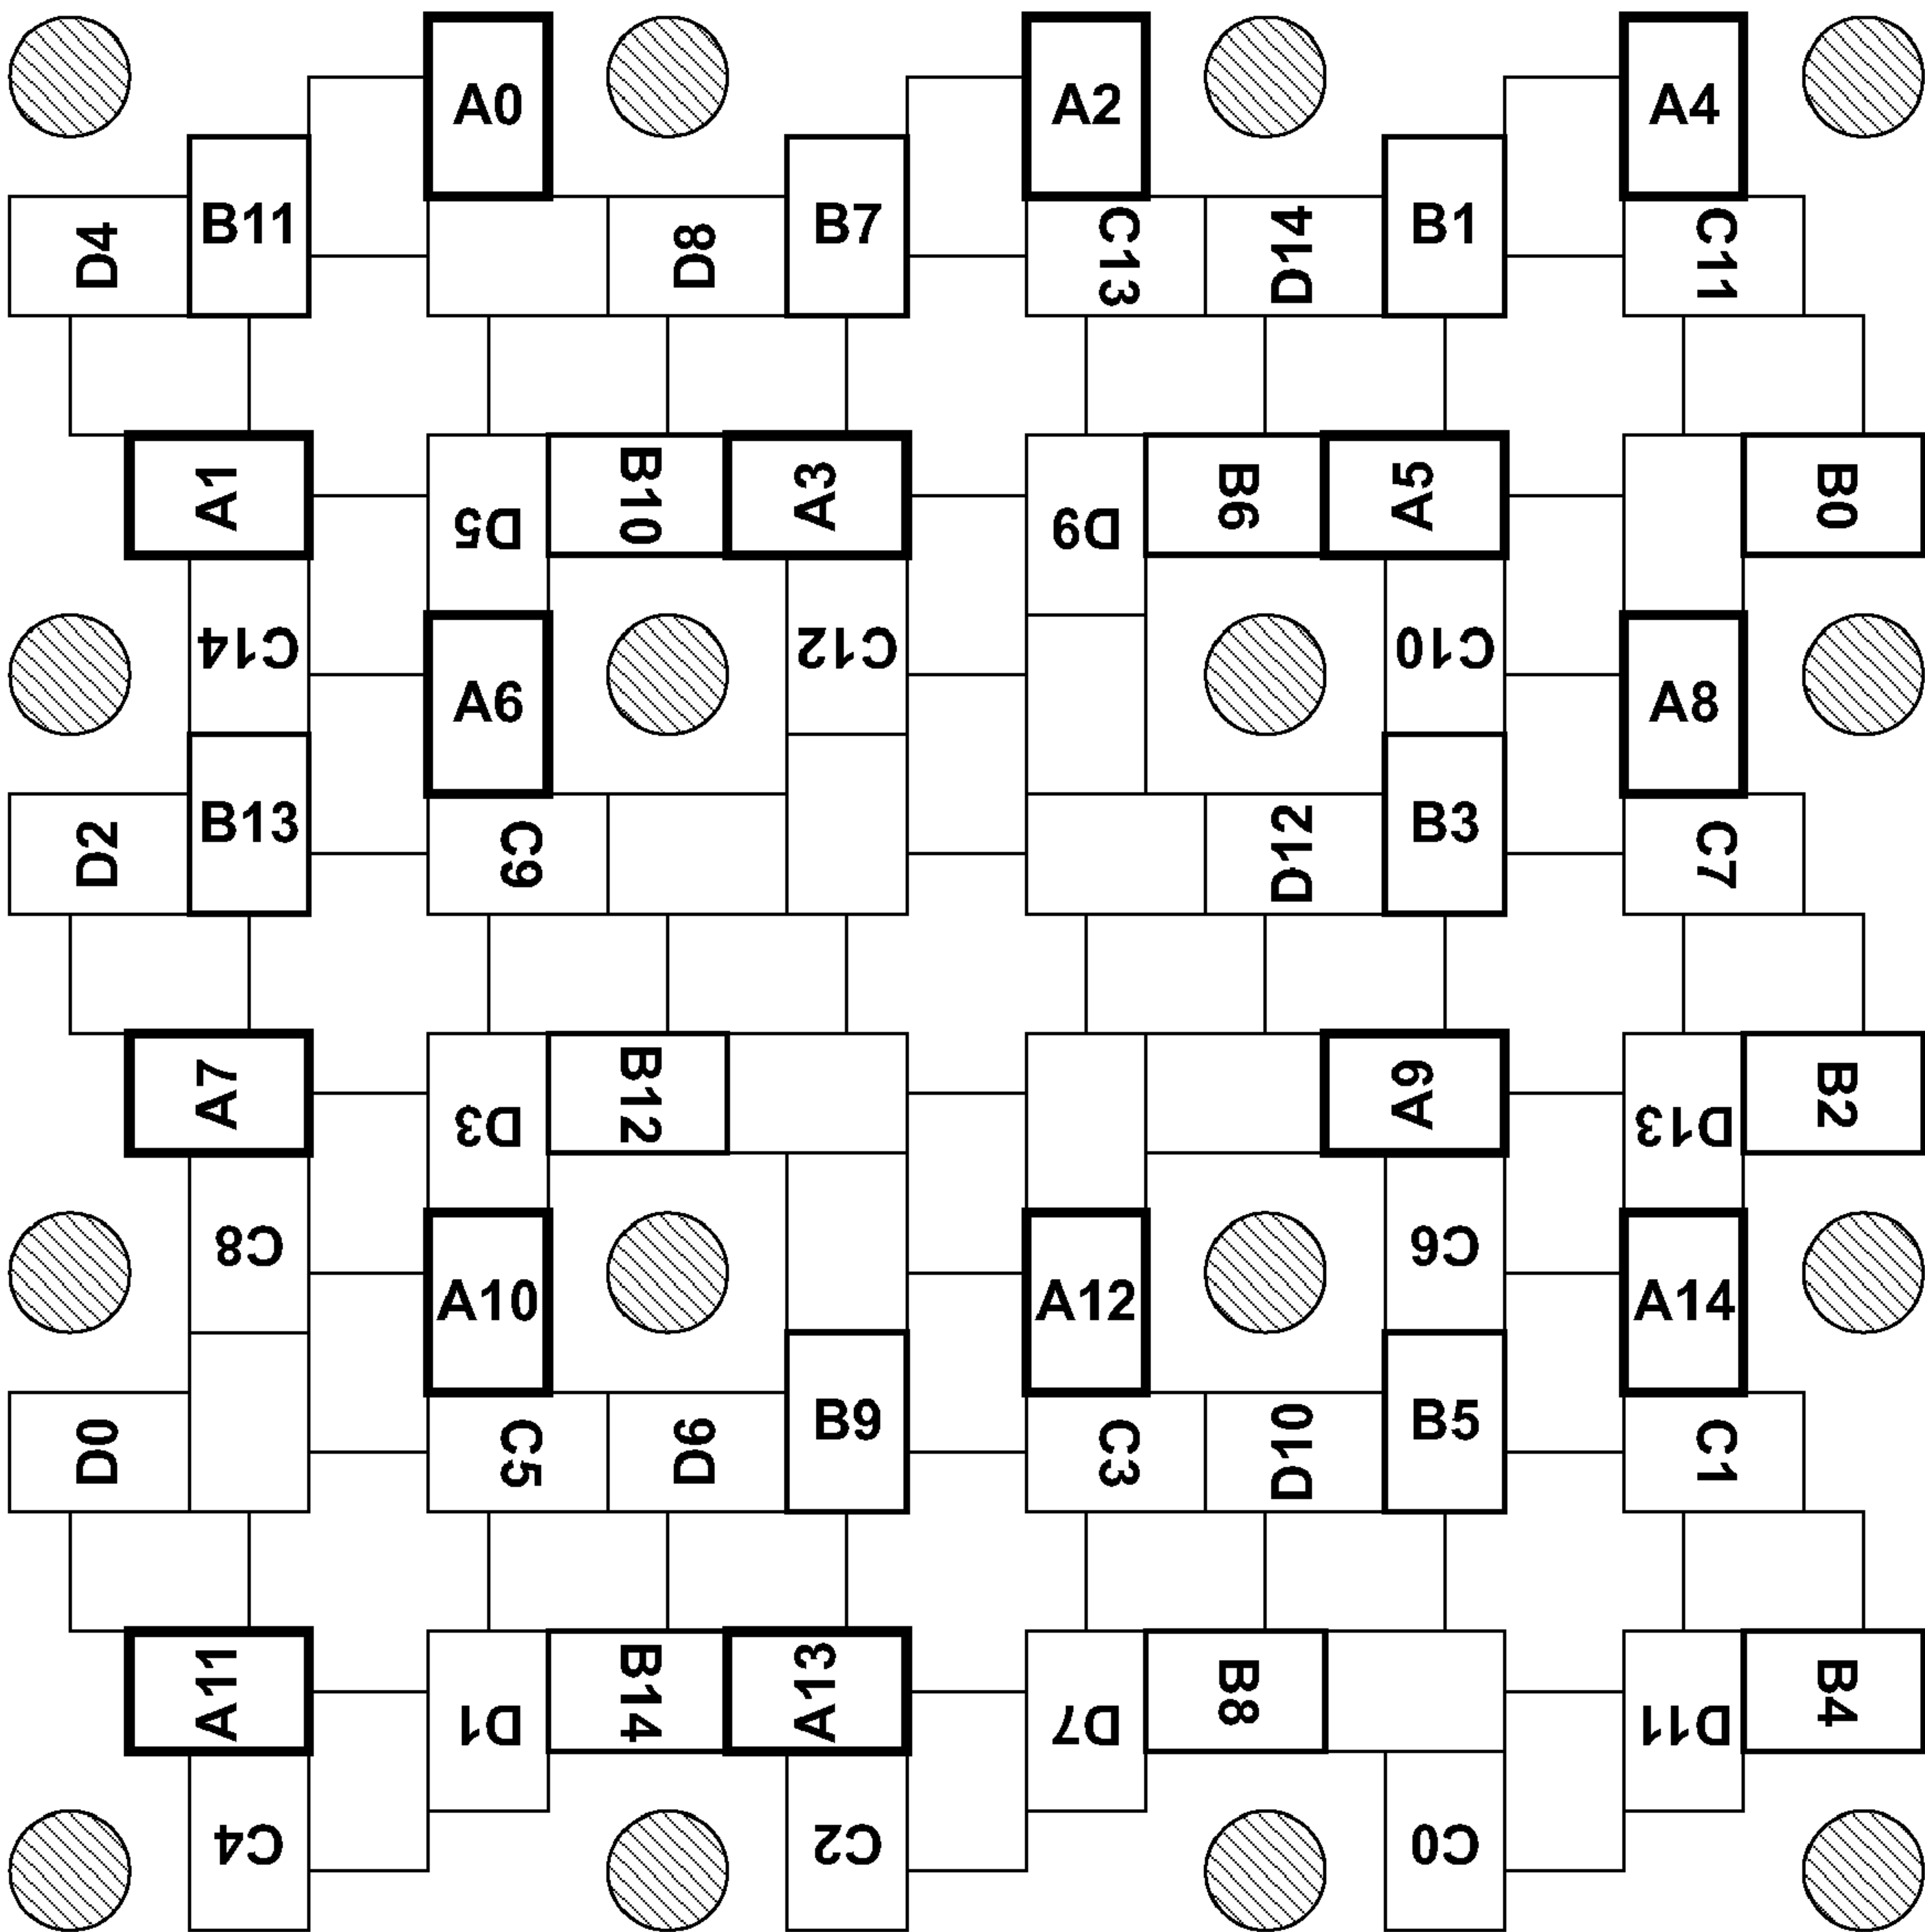 A0 A2 A4
B11 B7 B1
D4 D8 C13 D14 C11
A1 D5 B10 A3 D9 B6 A5 B0
C14 A6 C12 C10 A8
D2 B13 C9 D12 B3 C7
A7 D3 B12 A9 D13 B2
C8 A10 A12 C6 A14
D0 C5 D6 B9 C3 D10 B5 C1
A11 D1 B14 A13 D7 B8 D11 B4
C4 C2 C0